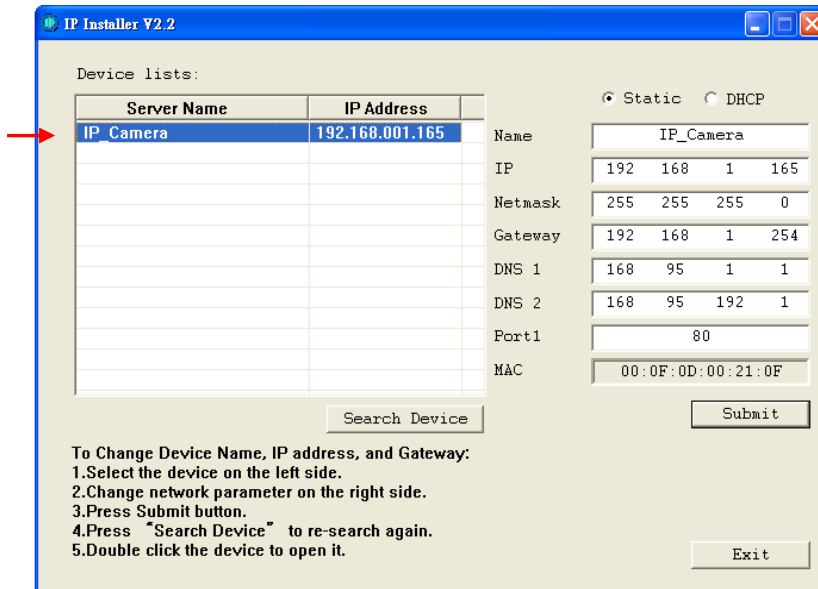 IP Installer V2.2
Device lists:
Server Name IP Address
IP_Camera 192.168.001.165
Static DHCP
Name IP_Camera
IP 192 168 1 165
Netmask 255 255 255 0
Gateway 192 168 1 254
DNS 1 168 95 1 1
DNS 2 168 95 192 1
Port1 80
MAC 00:0F:0D:00:21:0F
Search Device
Submit
To Change Device Name, IP address, and Gateway:
1.Select the device on the left side.
2.Change network parameter on the right side.
3.Press Submit button.
4.Press “Search Device” to re-search again.
5.Double click the device to open it.
Exit